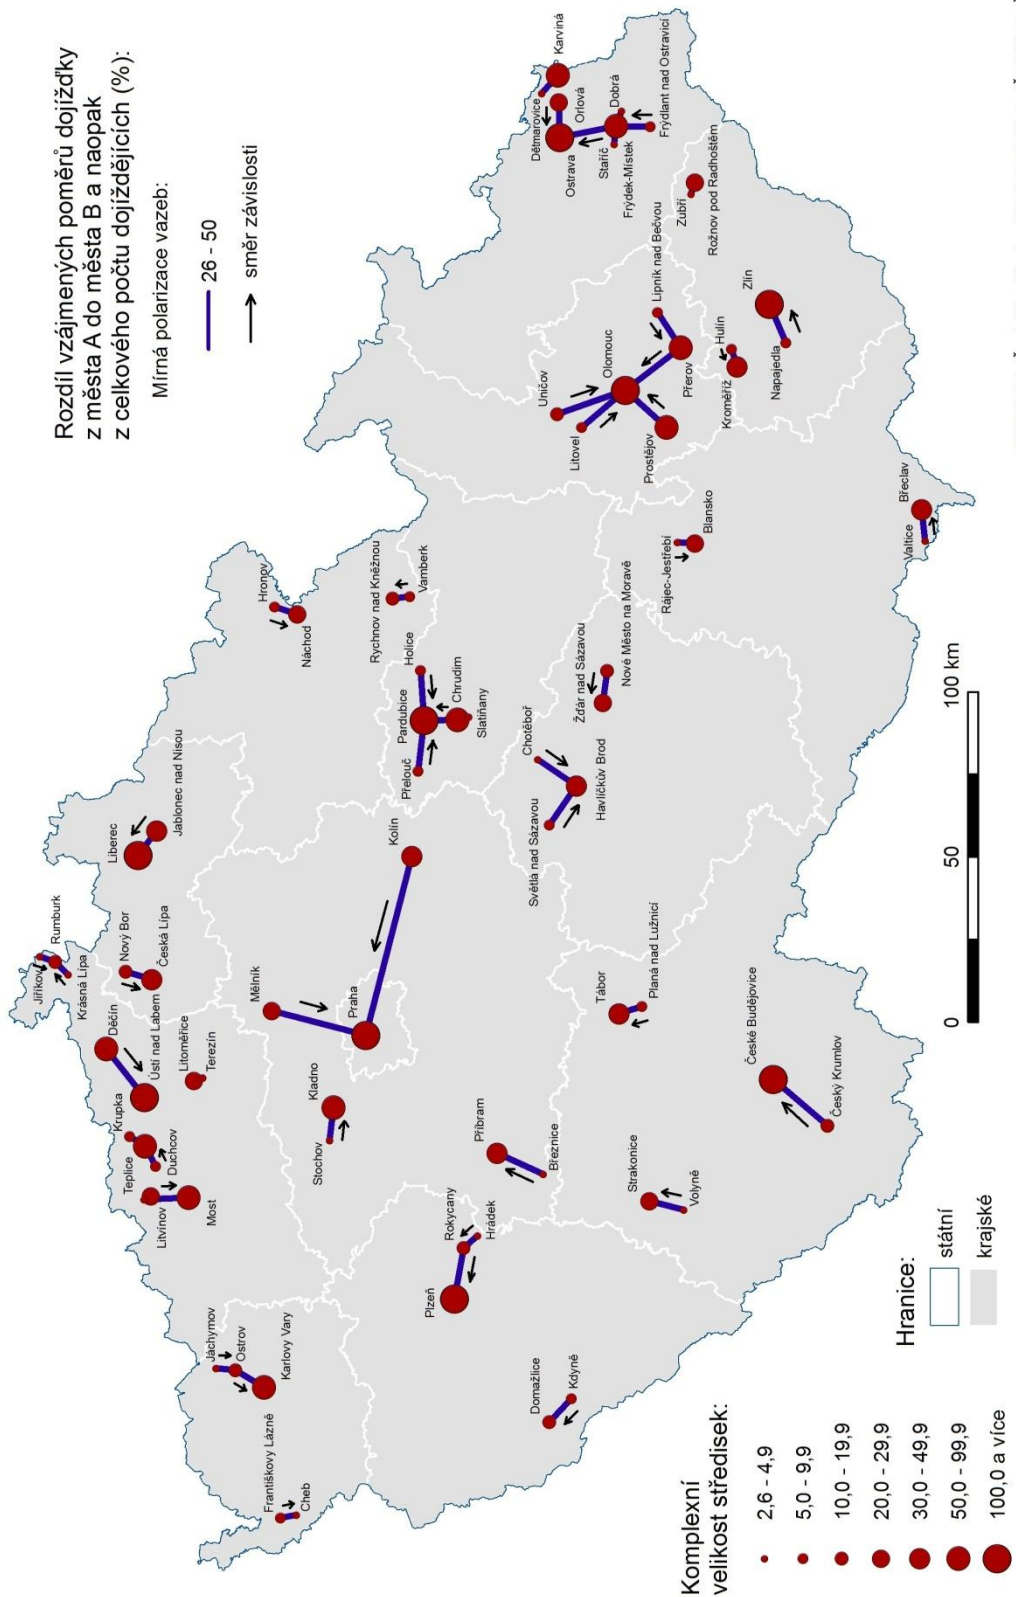 Rozdíl vzájemných poměrů dojížďky
z města A do města B a naopak
z celkového počtu dojíždějících (%):
Mírná polarizace vazeb:
26 - 50
směr závislosti
Jiříkov
Rumburk
Krásná Lípa
Nový Bor
Česká Lípa
Liberec
Jablonec nad Nisou
Děčín
Ústí nad Labem
Litoměřice
Terezín
Krupka
Teplice
Duchcov
Litvínov
Most
Jáchymov
Ostrov
Karlovy Vary
Františkovy Lázně
Cheb
Mělník
Praha
Kolín
Kladno
Stochov
Příbram
Březnice
Rokycany
Hrádek
Plzeň
Domažlice
Kdyně
Strakonice
Volyně
Tábor
Planá nad Lužnicí
České Budějovice
Český Krumlov
Hronov
Náchod
Rychnov nad Kněžnou
Vamberk
Holice
Pardubice
Přelouč
Chrudim
Slatiňany
Chotěboř
Světlá nad Sázavou
Havlíčkův Brod
Žďár nad Sázavou
Nové Město na Moravě
Rájec-Jestřebí
Blansko
Valtice
Břeclav
Uničov
Litovel
Olomouc
Prostějov
Přerov
Lipník nad Bečvou
Hulín
Kroměříž
Zlín
Napajedla
Zubří
Rožnov pod Radhoštěm
Karviná
Dětmarovice
Orlová
Ostrava
Staříč
Dobrá
Frýdek-Místek
Frýdlant nad Ostravicí
Komplexní
velikost středisek:
2,6 - 4,9
5,0 - 9,9
10,0 - 19,9
20,0 - 29,9
30,0 - 49,9
50,0 - 99,9
100,0 a více
Hranice:
státní
krajské
0 50 100 km